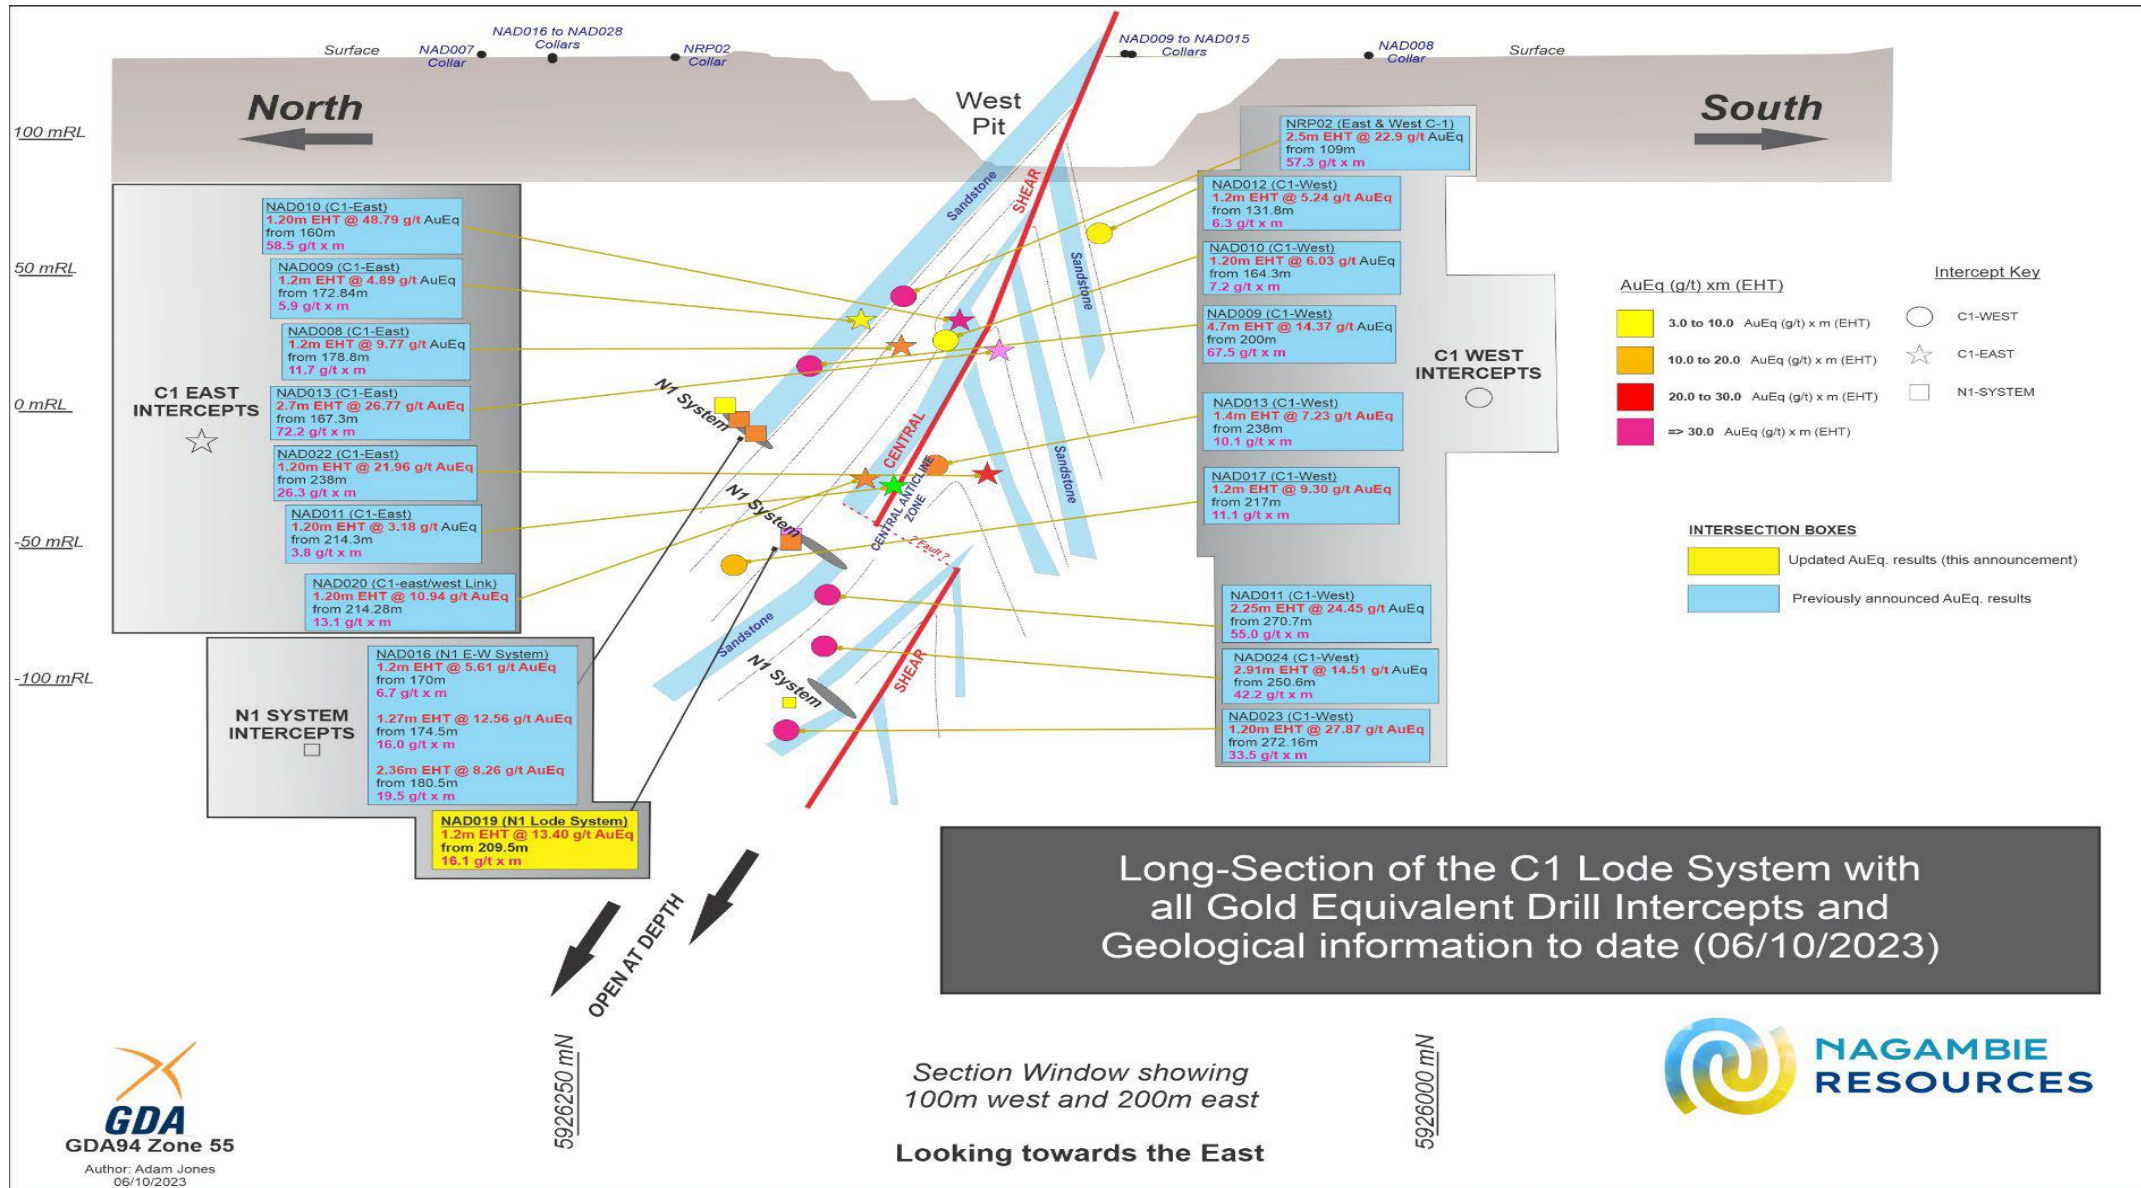 Surface
NAD007
Collar
NAD016 to NAD028
Collars
NRP02
Collar
NAD009 to NAD015
Collars
NAD008
Collar
Surface
North
West
Pit
South
100 mRL
50 mRL
0 mRL
-50 mRL
-100 mRL
C1 EAST
INTERCEPTS
NAD010 (C1-East)
1.20m EHT @ 48.79 g/t AuEq
from 160m
58.5 g/t x m
NAD009 (C1-East)
1.2m EHT @ 4.89 g/t AuEq
from 172.84m
5.9 g/t x m
NAD008 (C1-East)
1.2m EHT @ 9.77 g/t AuEq
from 178.8m
11.7 g/t x m
NAD013 (C1-East)
2.7m EHT @ 26.77 g/t AuEq
from 167.3m
72.2 g/t x m
NAD022 (C1-East)
1.20m EHT @ 21.96 g/t AuEq
from 238m
26.3 g/t x m
NAD011 (C1-East)
1.20m EHT @ 3.18 g/t AuEq
from 214.3m
3.8 g/t x m
NAD020 (C1-east/west Link)
1.20m EHT @ 10.94 g/t AuEq
from 214.28m
13.1 g/t x m
N1 SYSTEM
INTERCEPTS
NAD016 (N1 E-W System)
1.2m EHT @ 5.61 g/t AuEq
from 170m
6.7 g/t x m
1.27m EHT @ 12.56 g/t AuEq
from 174.5m
16.0 g/t x m
2.36m EHT @ 8.26 g/t AuEq
from 180.5m
19.5 g/t x m
NAD019 (N1 Lode System)
1.2m EHT @ 13.40 g/t AuEq
from 209.5m
16.1 g/t x m
Sandstone
SHEAR
Sandstone
N1 System
CENTRAL
CENTRAL ANTICLINE
ZONE
Sandstone
N1 System
? Fault ?
Sandstone
N1 System
SHEAR
OPEN AT DEPTH
NRP02 (East & West C-1)
2.5m EHT @ 22.9 g/t AuEq
from 109m
57.3 g/t x m
NAD012 (C1-West)
1.2m EHT @ 5.24 g/t AuEq
from 131.8m
6.3 g/t x m
NAD010 (C1-West)
1.20m EHT @ 6.03 g/t AuEq
from 164.3m
7.2 g/t x m
NAD009 (C1-West)
4.7m EHT @ 14.37 g/t AuEq
from 200m
67.5 g/t x m
NAD013 (C1-West)
1.4m EHT @ 7.23 g/t AuEq
from 238m
10.1 g/t x m
NAD017 (C1-West)
1.2m EHT @ 9.30 g/t AuEq
from 217m
11.1 g/t x m
NAD011 (C1-West)
2.25m EHT @ 24.45 g/t AuEq
from 270.7m
55.0 g/t x m
NAD024 (C1-West)
2.91m EHT @ 14.51 g/t AuEq
from 250.6m
42.2 g/t x m
NAD023 (C1-West)
1.20m EHT @ 27.87 g/t AuEq
from 272.16m
33.5 g/t x m
C1 WEST
INTERCEPTS
AuEq (g/t) xm (EHT)
3.0 to 10.0 AuEq (g/t) x m (EHT)
10.0 to 20.0 AuEq (g/t) x m (EHT)
20.0 to 30.0 AuEq (g/t) x m (EHT)
=> 30.0 AuEq (g/t) x m (EHT)
Intercept Key
C1-WEST
C1-EAST
N1-SYSTEM
INTERSECTION BOXES
Updated AuEq. results (this announcement)
Previously announced AuEq. results
Long-Section of the C1 Lode System with
all Gold Equivalent Drill Intercepts and
Geological information to date (06/10/2023)
5926250 mN
5926000 mN
Section Window showing
100m west and 200m east
Looking towards the East
GDA
GDA94 Zone 55
Author: Adam Jones
06/10/2023
NAGAMBIE
RESOURCES